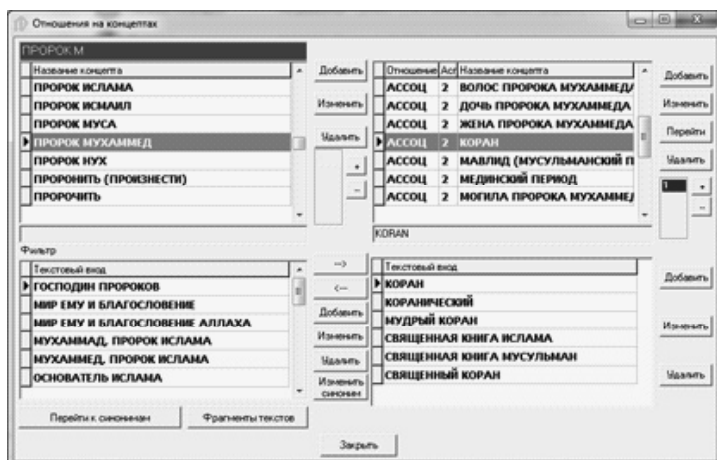 Отношения на концептах
ПРОРОК М
Название концепта
ПРОРОК ИСЛАМА
ПРОРОК ИСМАИЛ
ПРОРОК МУСА
ПРОРОК МУХАММЕД
ПРОРОК НУХ
ПРОРОНИТЬ (ПРОИЗНЕСТИ)
ПРОРОЧИТЬ
Добавить
Изменить
Удалить
+
-
Отношение Асп Название концепта
АССОЦ 2 ВОЛОС ПРОРОКА МУХАММЕДА
АССОЦ 2 ДОЧЬ ПРОРОКА МУХАММЕДА
АССОЦ 2 ЖЕНА ПРОРОКА МУХАММЕДА
АССОЦ 2 КОРАН
АССОЦ 2 МАВЛИД (МУСУЛЬМАНСКИЙ П
АССОЦ 2 МЕДИНСКИЙ ПЕРИОД
АССОЦ 2 МОГИЛА ПРОРОКА МУХАММЕД
Добавить
Изменить
Перейти
Удалить
1
+
-
KORAN
Фильтр
Текстовый вход
ГОСПОДИН ПРОРОКОВ
МИР ЕМУ И БЛАГОСЛОВЕНИЕ
МИР ЕМУ И БЛАГОСЛОВЕНИЕ АЛЛАХА
МУХАММАД, ПРОРОК ИСЛАМА
МУХАММЕД, ПРОРОК ИСЛАМА
ОСНОВАТЕЛЬ ИСЛАМА
-->
<--
Добавить
Изменить
Удалить
Изменить
синоним
Текстовый вход
КОРАН
КОРАНИЧЕСКИЙ
МУДРЫЙ КОРАН
СВЯЩЕННАЯ КНИГА ИСЛАМА
СВЯЩЕННАЯ КНИГА МУСУЛЬМАН
СВЯЩЕННЫЙ КОРАН
Добавить
Изменить
Удалить
Перейти к синонимам
Фрагменты текстов
Закрыть